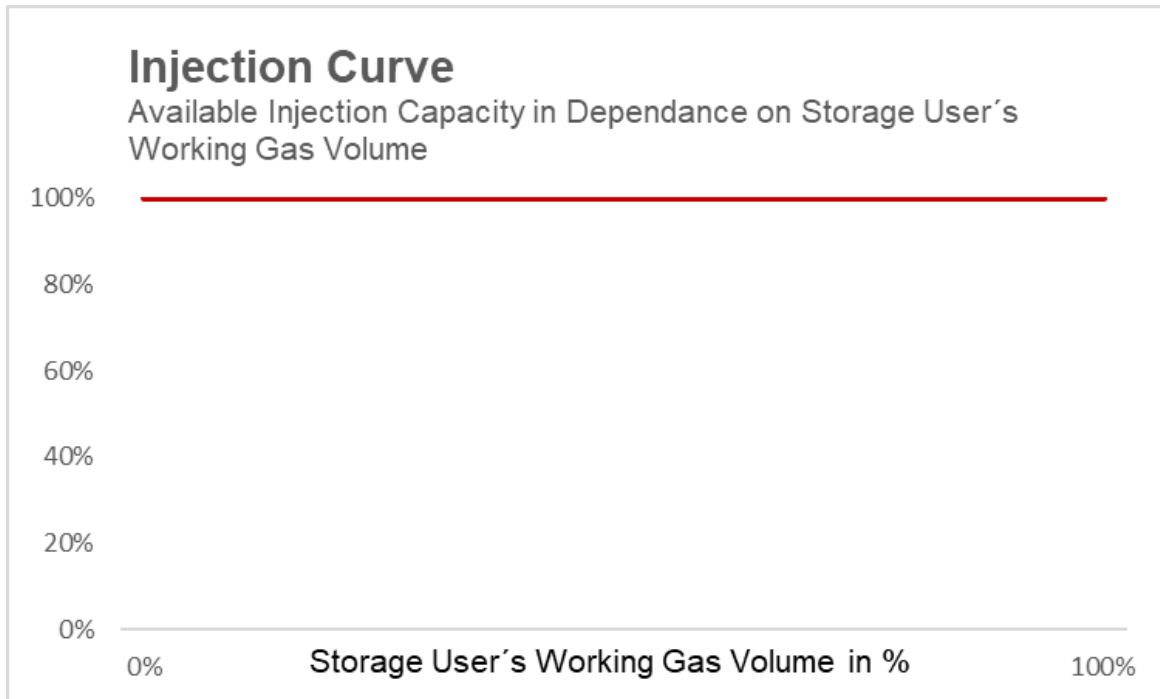 Injection Curve
Available Injection Capacity in Dependance on Storage User´s
Working Gas Volume
100%
80%
60%
40%
20%
0%
0%
Storage User´s Working Gas Volume in %
100%